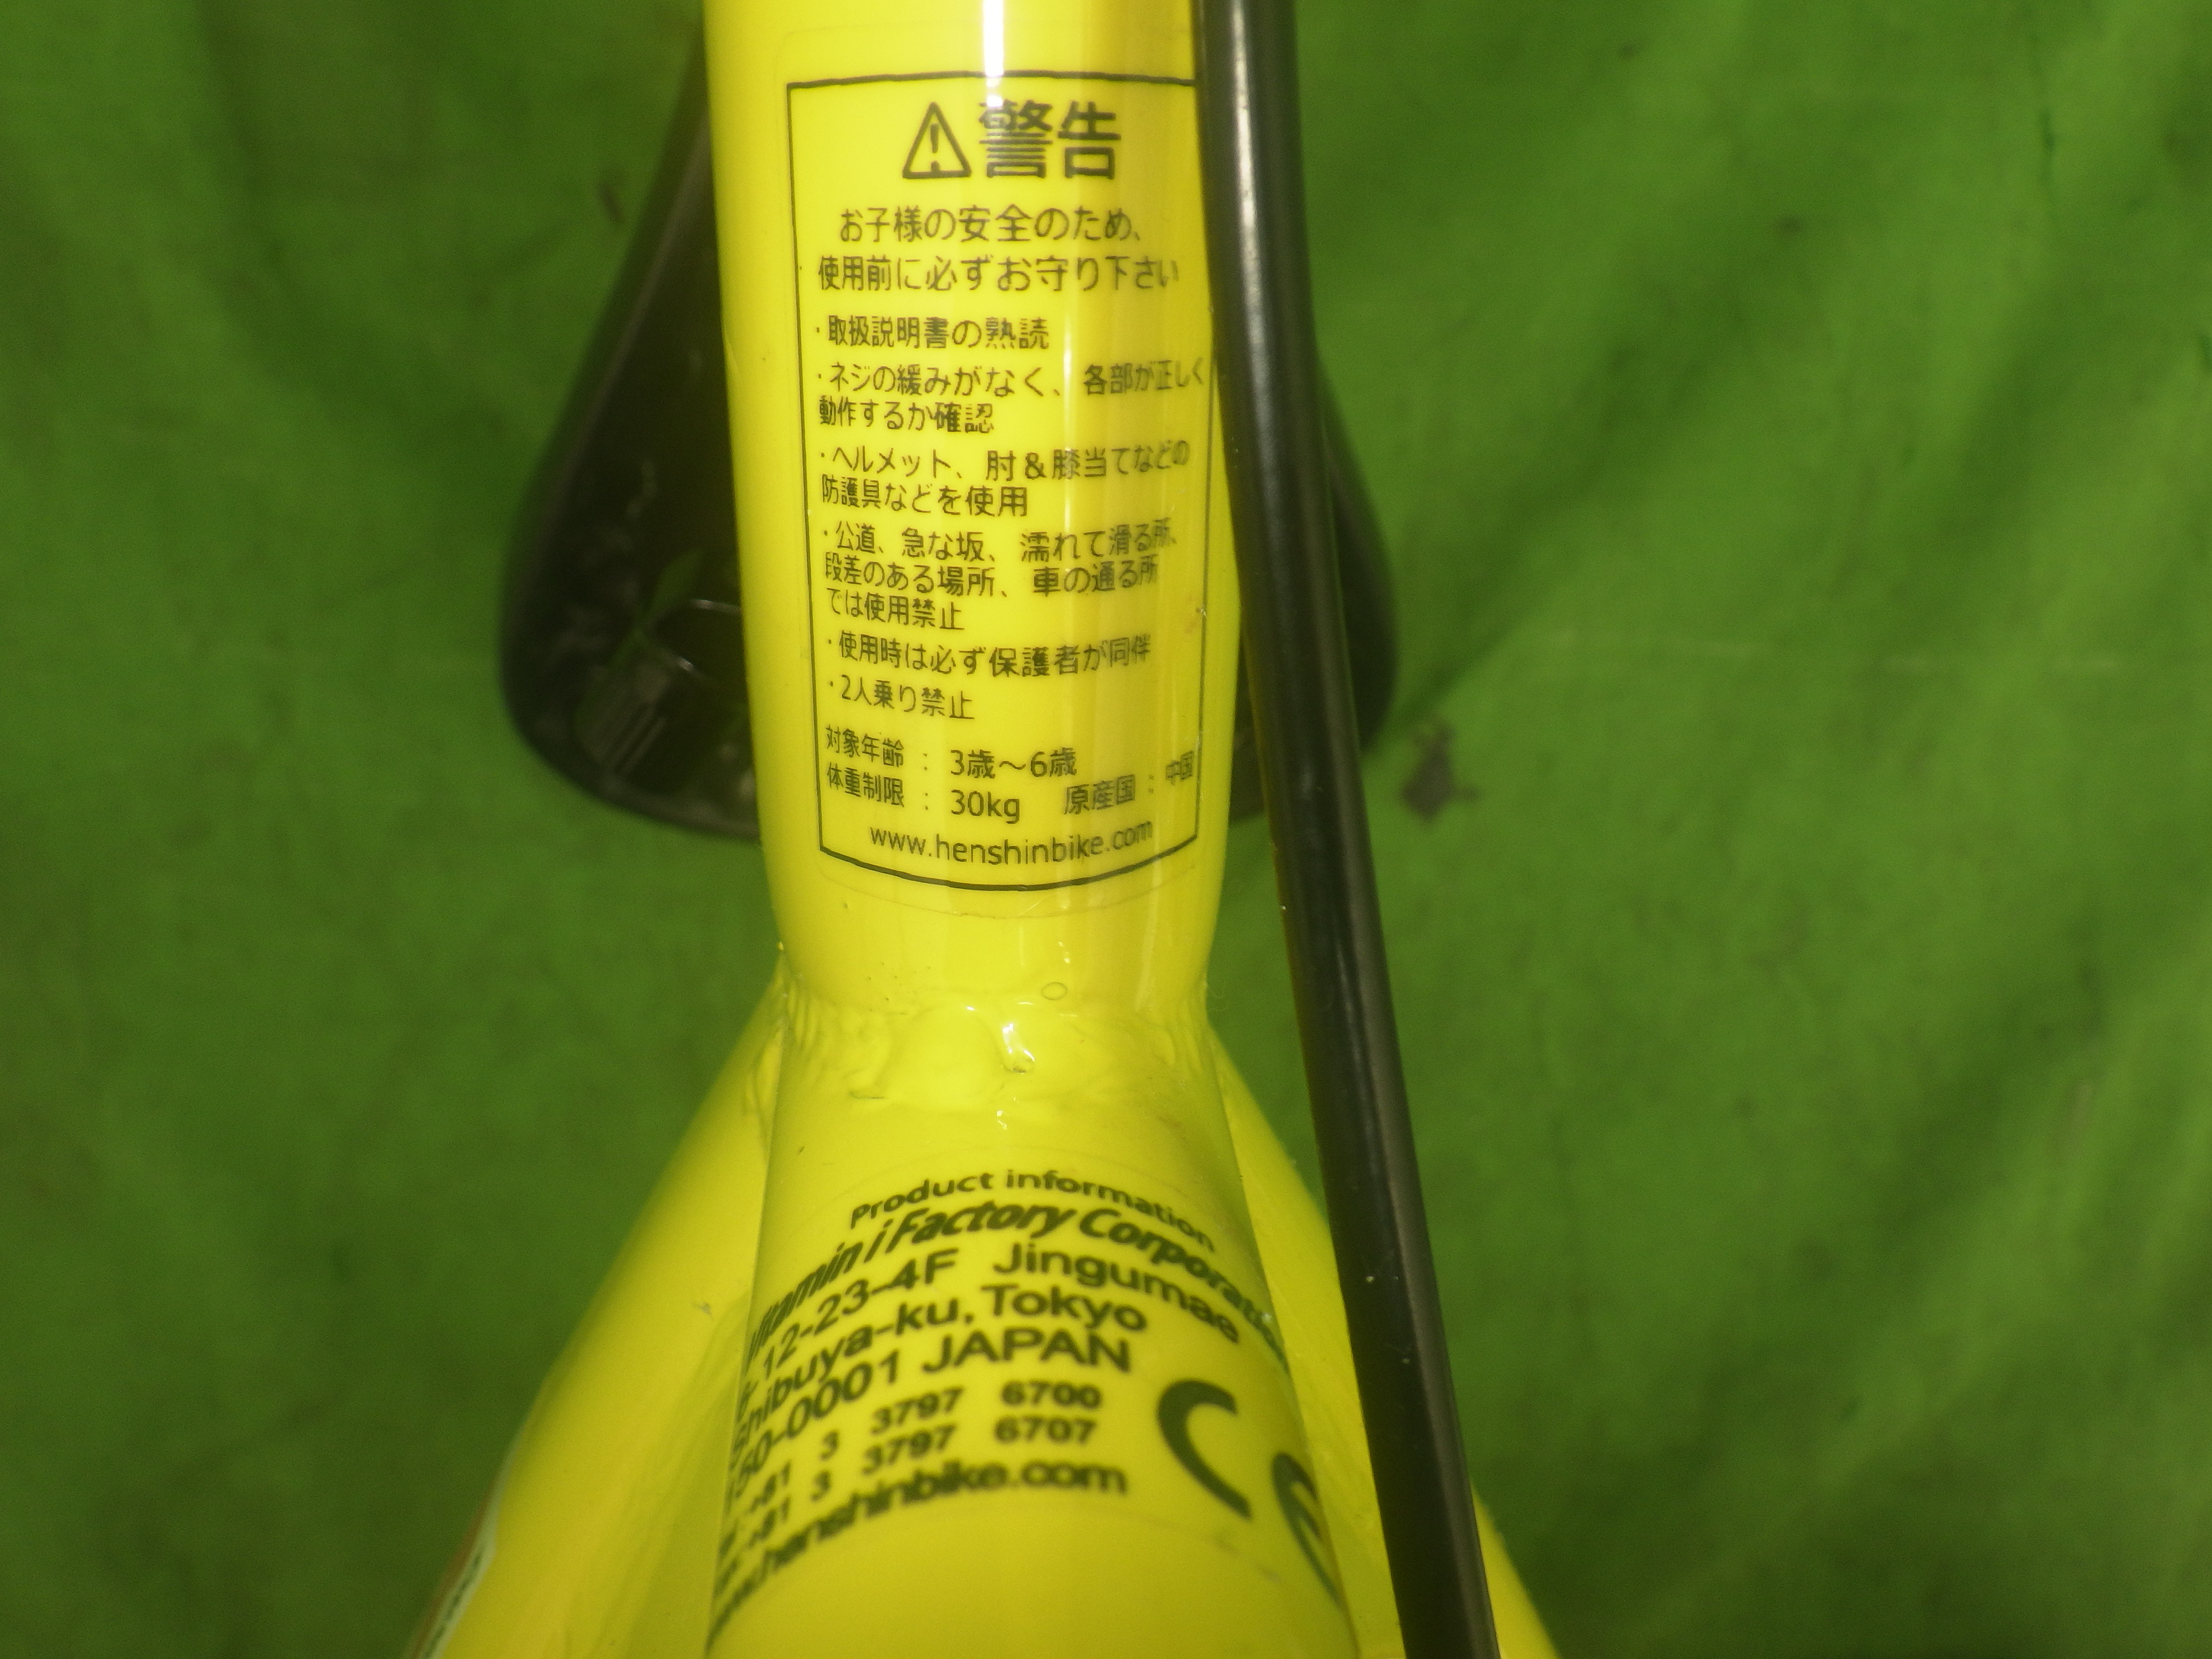 警告
お子様の安全のため、
使用前に必ずお守り下さい
・取扱説明書の熟読
・ネジの緩みがなく、各部が正しく
動作するか確認
・ヘルメット、肘&膝当てなどの
防護具などを使用
・公道、急な坂、濡れて滑る所、
段差のある場所、車の通る所
では使用禁止
・使用時は必ず保護者が同伴
・2人乗り禁止
対象年齢 : 3歳～6歳
体重制限 : 30kg 原産国 : 中国
www.henshinbike.com
Product information
Vitamin i Factory Corporation
12-23-4F Jingumae
Shibuya-ku, Tokyo
150-0001 JAPAN
+81 3 3797 6700
+81 3 3797 6707
www.henshinbike.com
CE